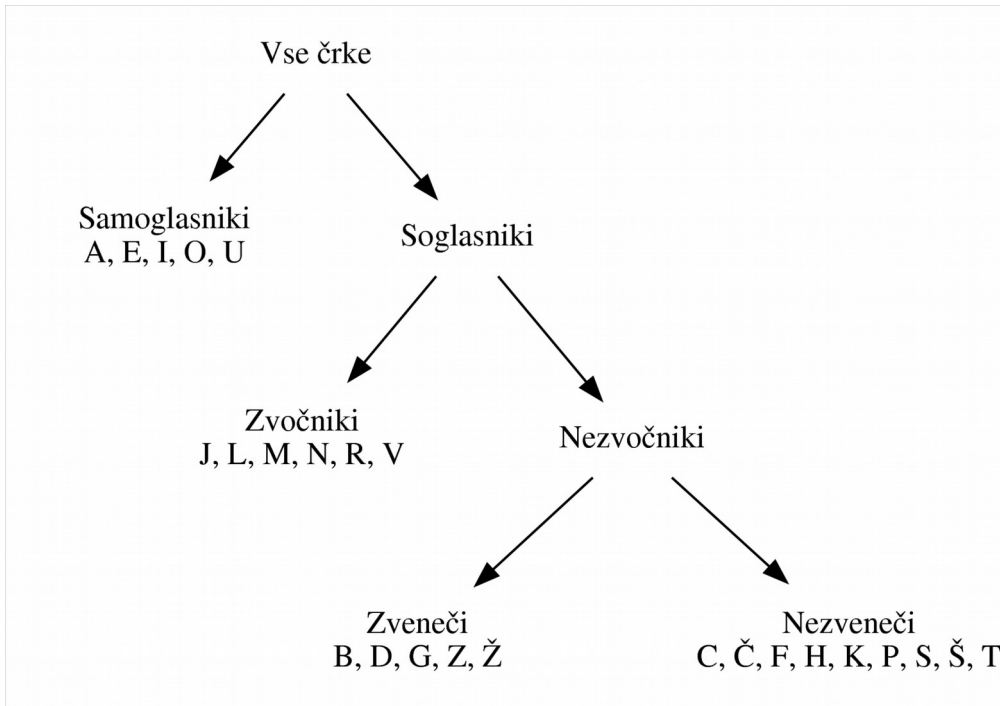 Vse črke
Samoglasniki
A, E, I, O, U
Soglasniki
Zvočniki
J, L, M, N, R, V
Nezvočniki
Zveneči
B, D, G, Z, Ž
Nezveneči
C, Č, F, H, K, P, S, Š, T